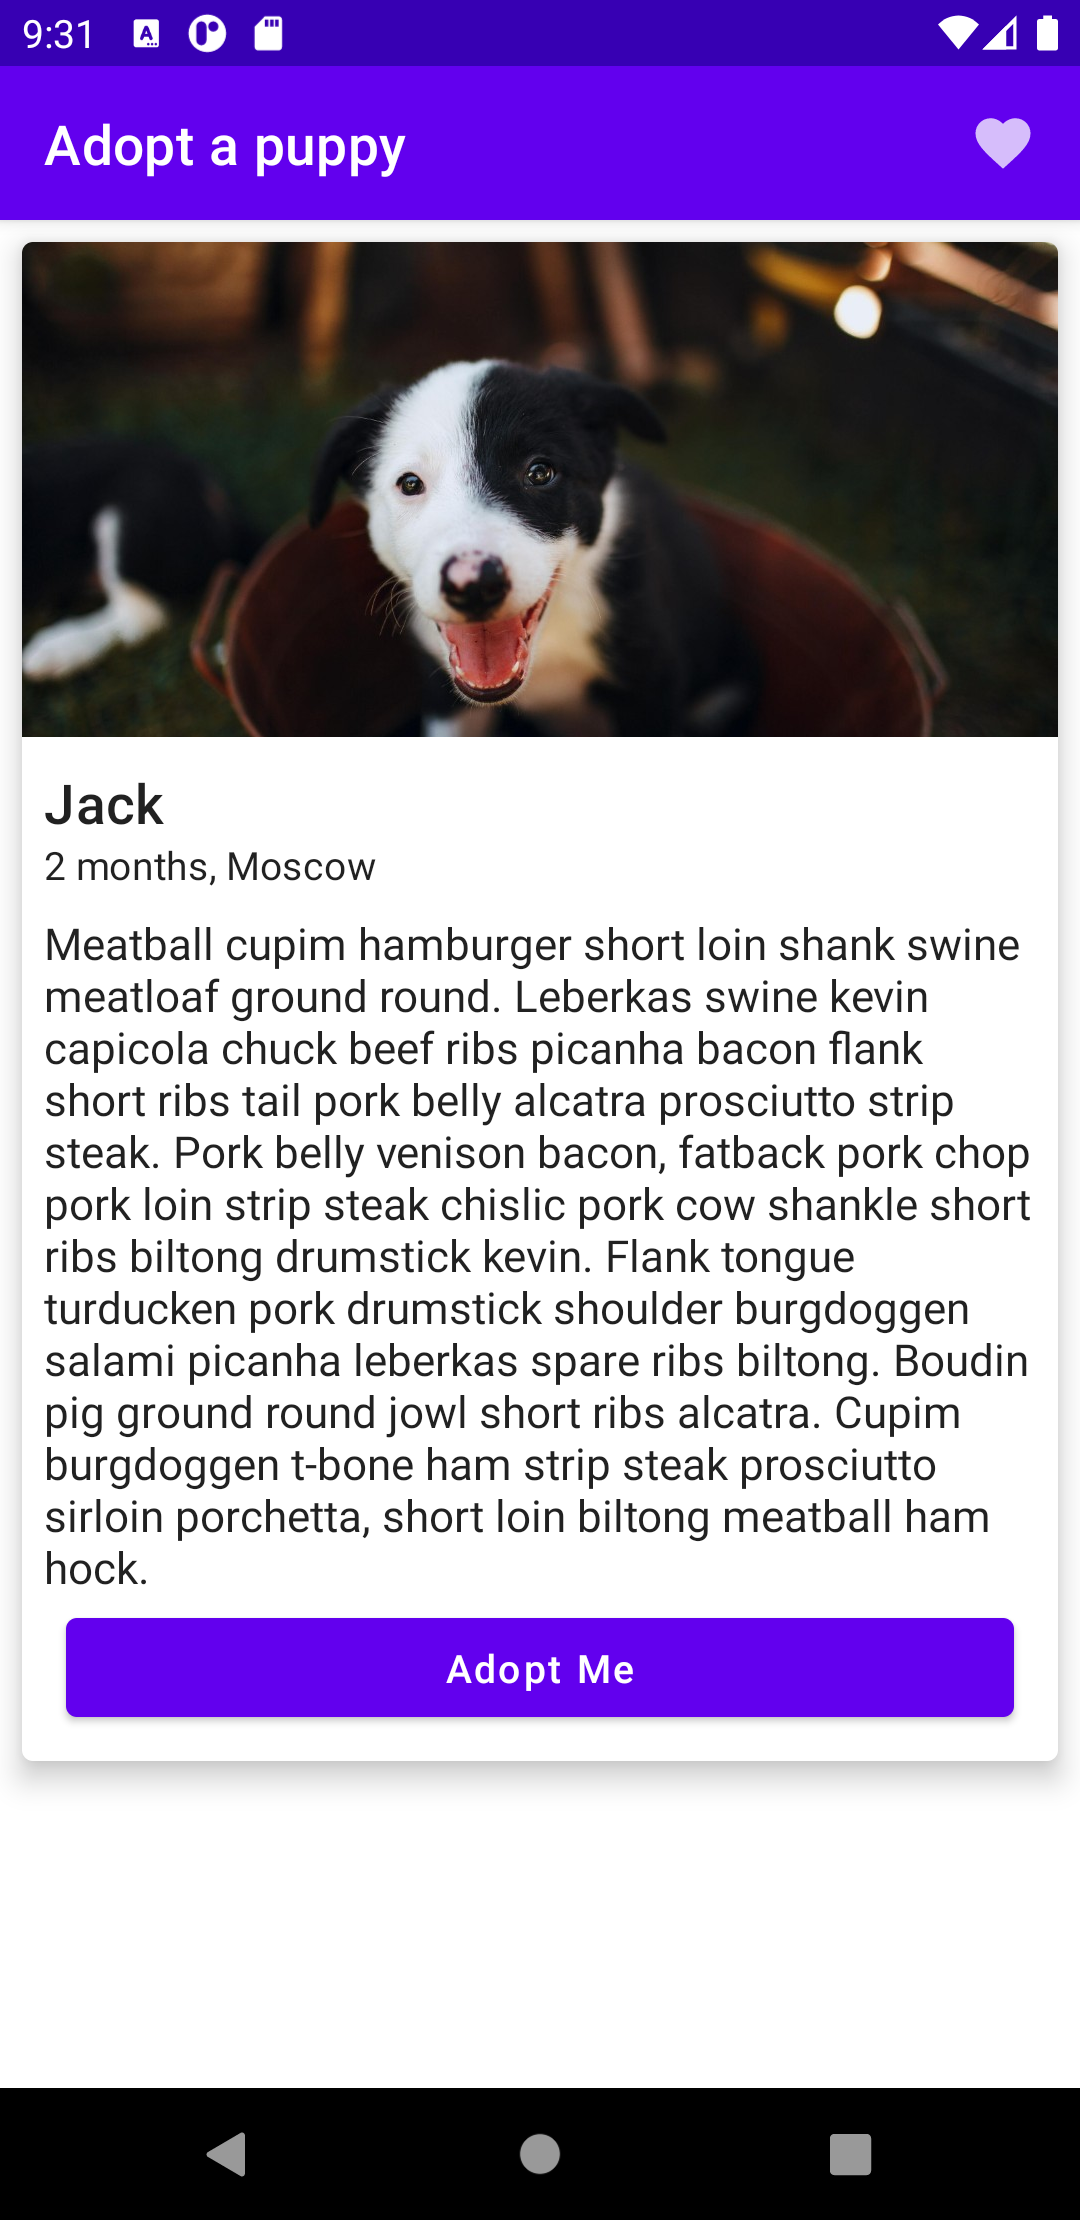 9:31
Adopt a puppy
Jack
2 months, Moscow
Meatball cupim hamburger short loin shank swine
meatloaf ground round. Leberkas swine kevin
capicola chuck beef ribs picanha bacon flank
short ribs tail pork belly alcatra prosciutto strip
steak. Pork belly venison bacon, fatback pork chop
pork loin strip steak chislic pork cow shankle short
ribs biltong drumstick kevin. Flank tongue
turducken pork drumstick shoulder burgdoggen
salami picanha leberkas spare ribs biltong. Boudin
pig ground round jowl short ribs alcatra. Cupim
burgdoggen t-bone ham strip steak prosciutto
sirloin porchetta, short loin biltong meatball ham
hock.
Adopt Me